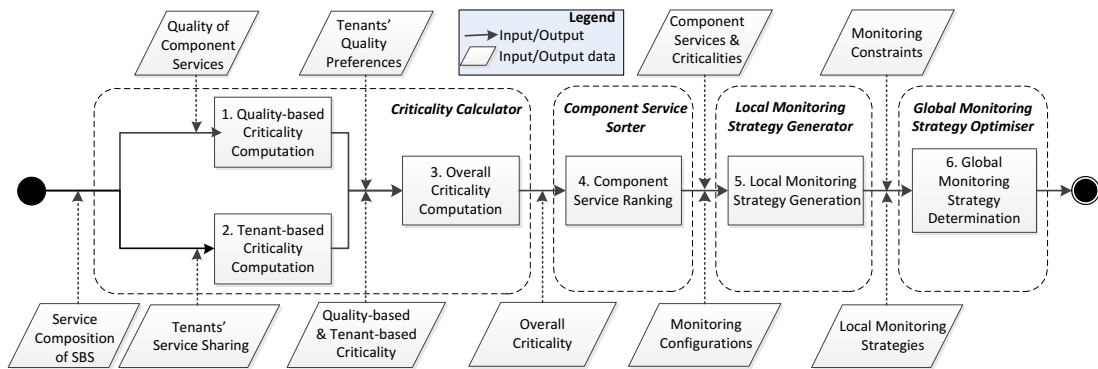 Quality of
Component
Services
Tenants'
Quality
Preferences
Legend
Input/Output
Input/Output data
Component
Services &
Criticalities
Monitoring
Constraints
Criticality Calculator
Component Service
Sorter
Local Monitoring
Strategy Generator
Global Monitoring
Strategy Optimiser
1. Quality-based
Criticality
Computation
2. Tenant-based
Criticality
Computation
3. Overall
Criticality
Computation
4. Component
Service Ranking
5. Local Monitoring
Strategy Generation
6. Global
Monitoring
Strategy
Determination
Service
Composition
of SBS
Tenants'
Service Sharing
Quality-based
& Tenant-based
Criticality
Overall
Criticality
Monitoring
Configurations
Local Monitoring
Strategies